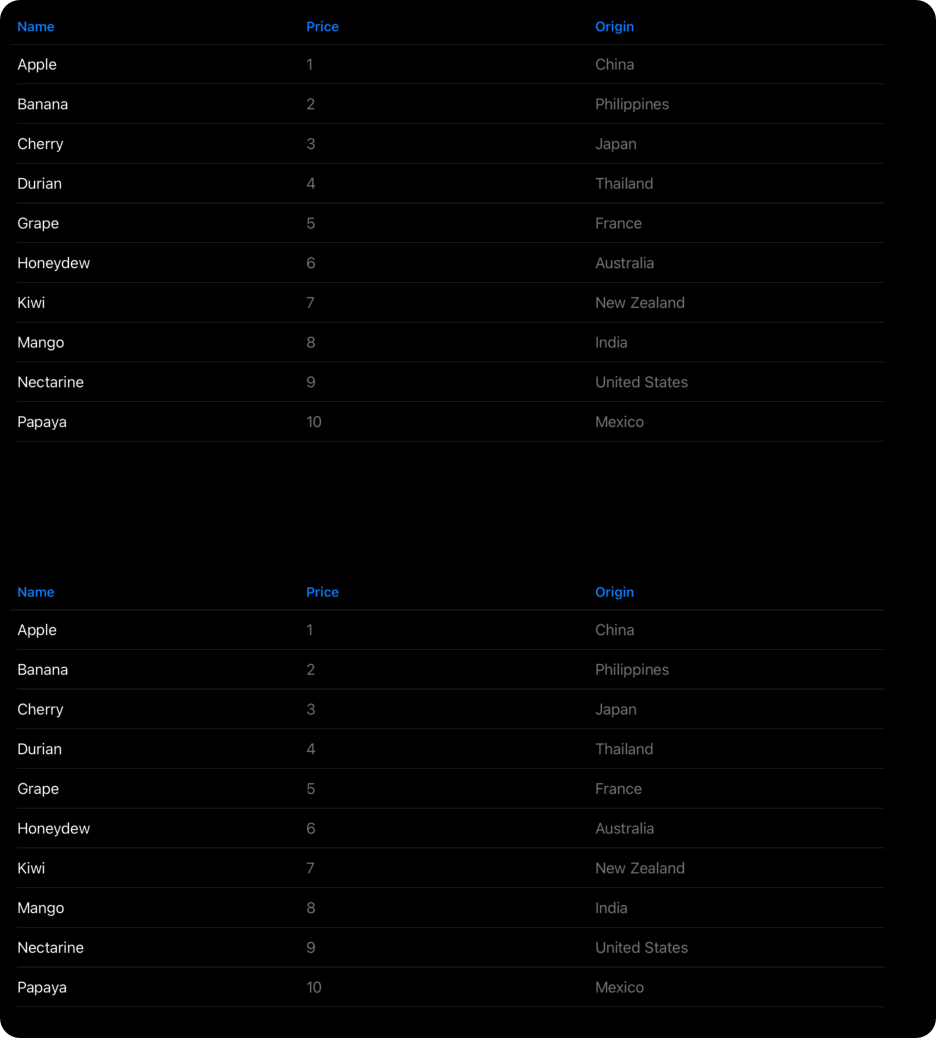 Name Price Origin
Apple 1 China
Banana 2 Philippines
Cherry 3 Japan
Durian 4 Thailand
Grape 5 France
Honeydew 6 Australia
Kiwi 7 New Zealand
Mango 8 India
Nectarine 9 United States
Papaya 10 Mexico
Name Price Origin
Apple 1 China
Banana 2 Philippines
Cherry 3 Japan
Durian 4 Thailand
Grape 5 France
Honeydew 6 Australia
Kiwi 7 New Zealand
Mango 8 India
Nectarine 9 United States
Papaya 10 Mexico